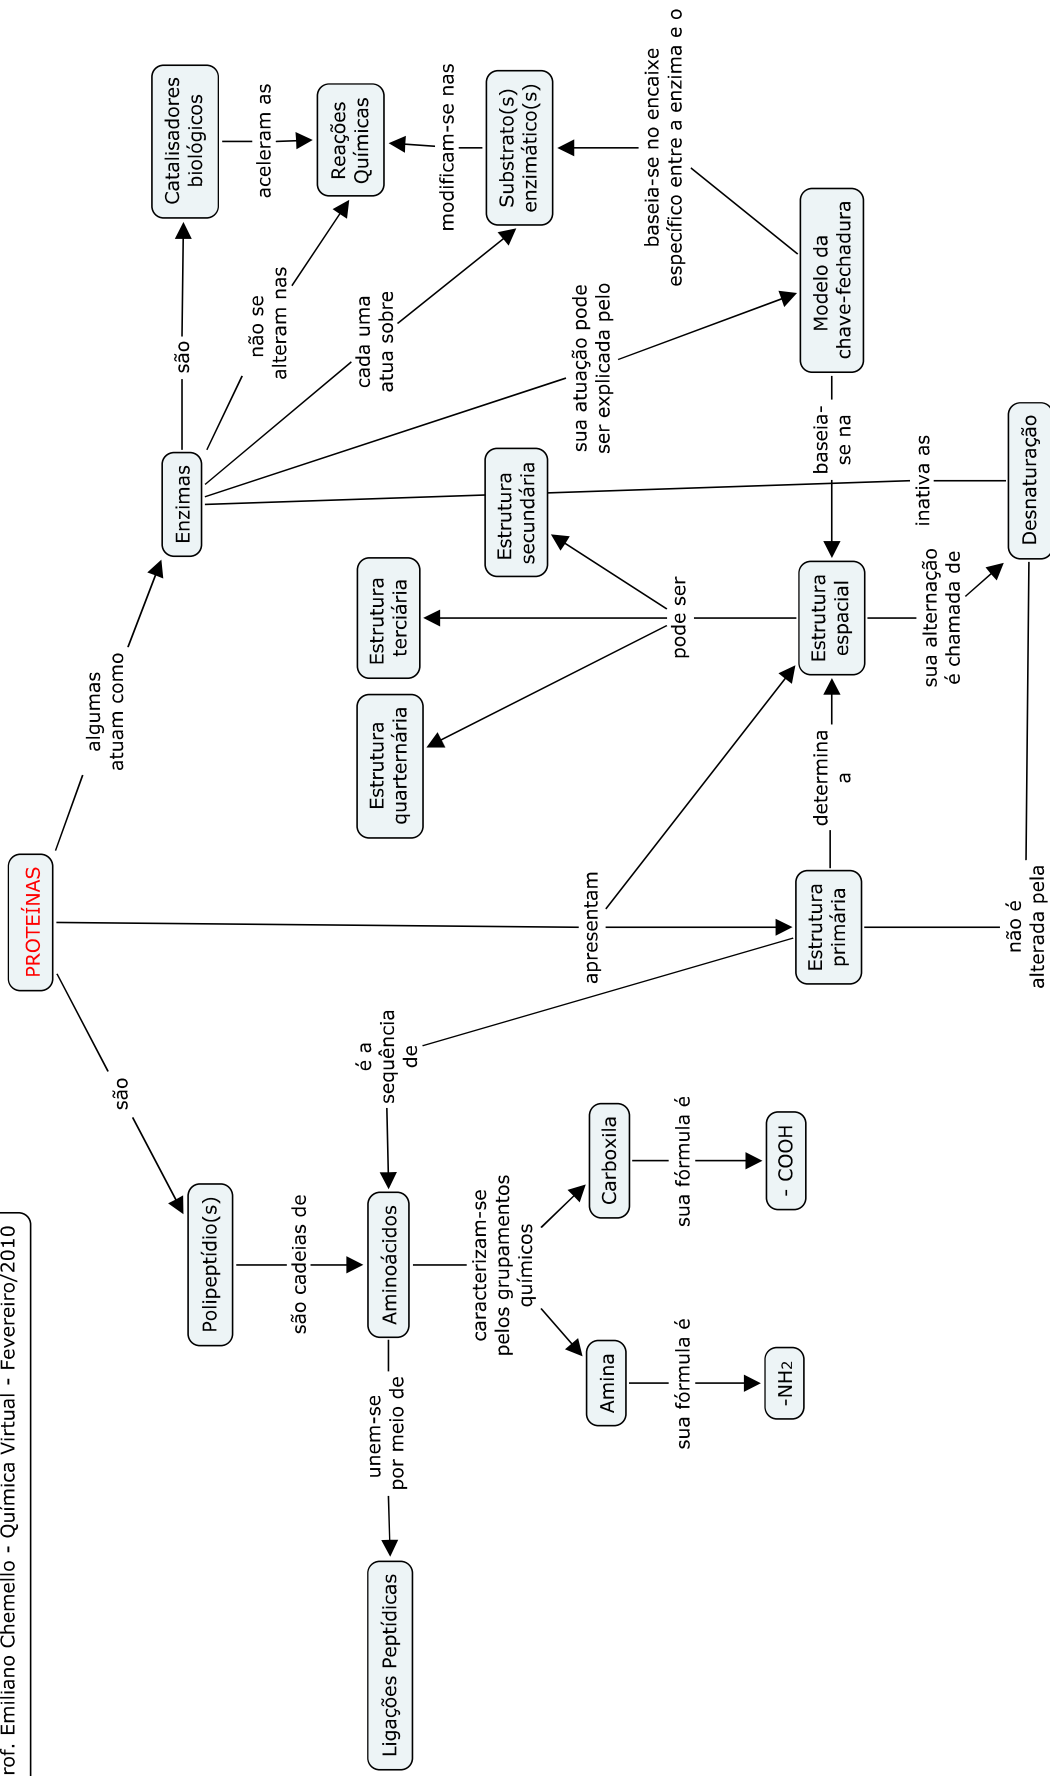 rof. Emiliano Chemello - Química Virtual - Fevereiro/2010
PROTEÍNAS
são
algumas
atuam como
Polipeptídio(s)
Enzimas
são
Catalisadores
biológicos
são cadeias de
não se
alteram nas
aceleram as
Ligações Peptídicas
unem-se
por meio de
Aminoácidos
é a
sequência
de
Estrutura
quarternária
Estrutura
terciária
cada uma
atua sobre
Reações
Químicas
modificam-se nas
caracterizam-se
pelos grupamentos
químicos
Estrutura
secundária
Substrato(s)
enzimático(s)
Amina
Carboxila
apresentam
sua atuação pode
ser explicada pelo
sua fórmula é
sua fórmula é
pode ser
baseia-se no encaixe
específico entre a enzima e o
-NH2
- COOH
Estrutura
primária
determina
a
Estrutura
espacial
baseia-
se na
Modelo da
chave-fechadura
sua alternação
é chamada de
inativa as
não é
alterada pela
Desnaturação